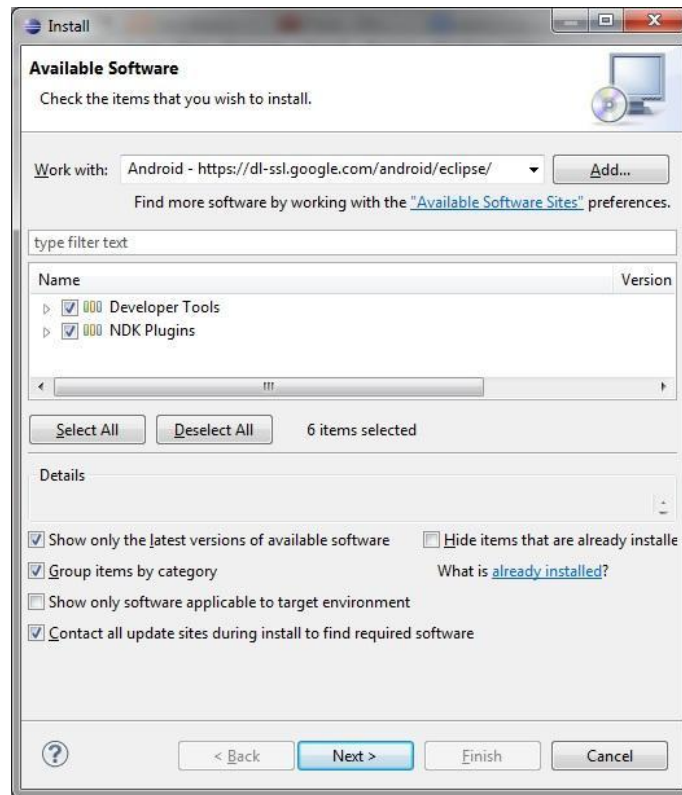 Install
Available Software
Check the items that you wish to install.
Work with: Android - https://dl-ssl.google.com/android/eclipse/ Add...
Find more software by working with the "Available Software Sites" preferences.
type filter text
Name Version
Developer Tools
NDK Plugins
Select All Deselect All 6 items selected
Details
Show only the latest versions of available software Hide items that are already installe
Group items by category What is already installed?
Show only software applicable to target environment
Contact all update sites during install to find required software
? < Back Next > Finish Cancel